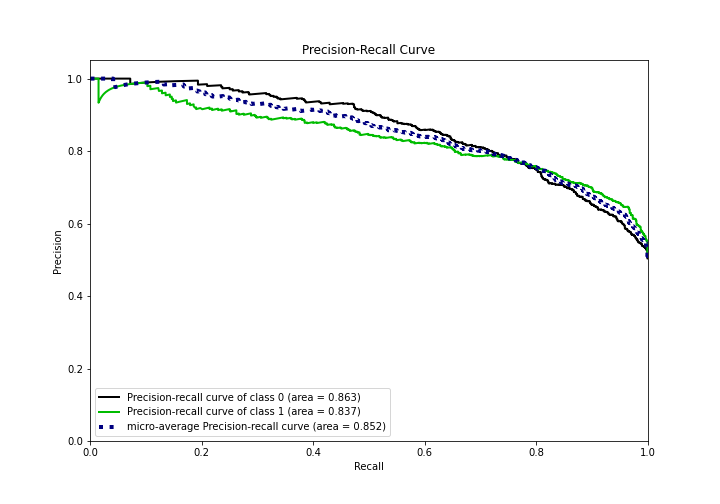 Precision-Recall Curve
1.0
0.8
0.6
0.4
0.2
0.0
Precision
Precision-recall curve of class 0 (area = 0.863)
Precision-recall curve of class 1 (area = 0.837)
micro-average Precision-recall curve (area = 0.852)
0.0 0.2 0.4 0.6 0.8 1.0
Recall